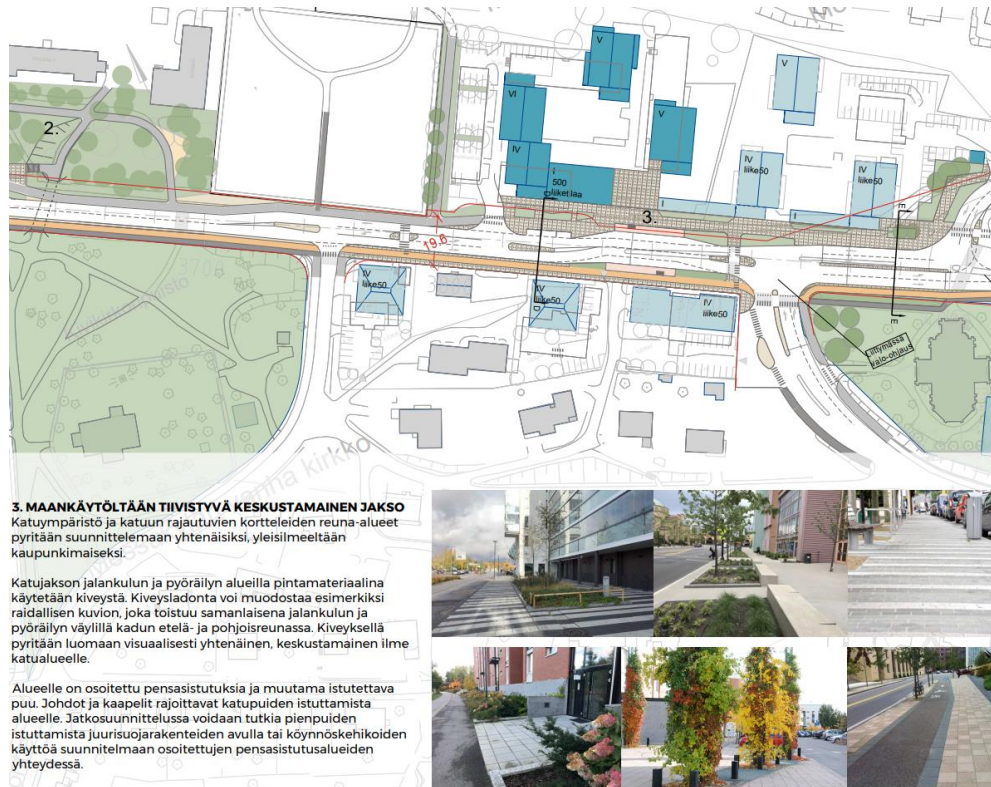 V
V
VI
V
2.
IV
IV
liike50
IV
liike50
I
500
liiket.laa
I
I
3.
E
19.6
IV
liike50
IV
liike50
D
IV
liike50
E
Liittymässä
valo-ohjaus
kirkko
3. MAANKÄYTÖLTÄÄN TIIVISTYVÄ KESKUSTAMAINEN JAKSO
Katuympäristö ja katuun rajautuvien kortteleiden reuna-alueet
pyritään suunnittelemaan yhtenäisiksi, yleisilmeeltään
kaupunkimaiseksi.
Katujakson jalankulun ja pyöräilyn alueilla pintamateriaalina
käytetään kiveystä. Kiveysladonta voi muodostaa esimerkiksi
raidallisen kuvion, joka toistuu samanlaisena jalankulun ja
pyöräilyn väylillä kadun etelä- ja pohjoisreunassa. Kiveyksellä
pyritään luomaan visuaalisesti yhtenäinen, keskustamainen ilme
katualueelle.
Alueelle on osoitettu pensasistutuksia ja muutama istutettava
puu. Johdot ja kaapelit rajoittavat katupuiden istuttamista
alueelle. Jatkosuunnittelussa voidaan tutkia pienpuiden
istuttamista juurisuojarakenteiden avulla tai köynnöskehikoiden
käyttöä suunnitelmaan osoitettujen pensasistutusalueiden
yhteydessä.